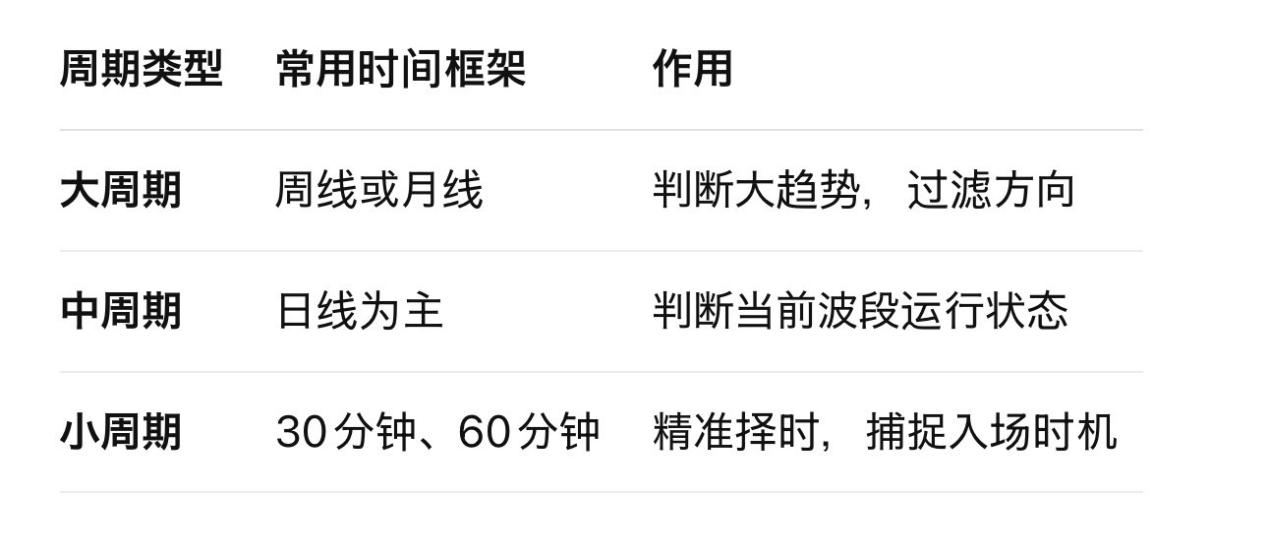 周期类型 常用时间框架 作用
大周期 周线或月线 判断大趋势，过滤方向
中周期 日线为主 判断当前波段运行状态
小周期 30分钟、60分钟 精准择时，捕捉入场时机